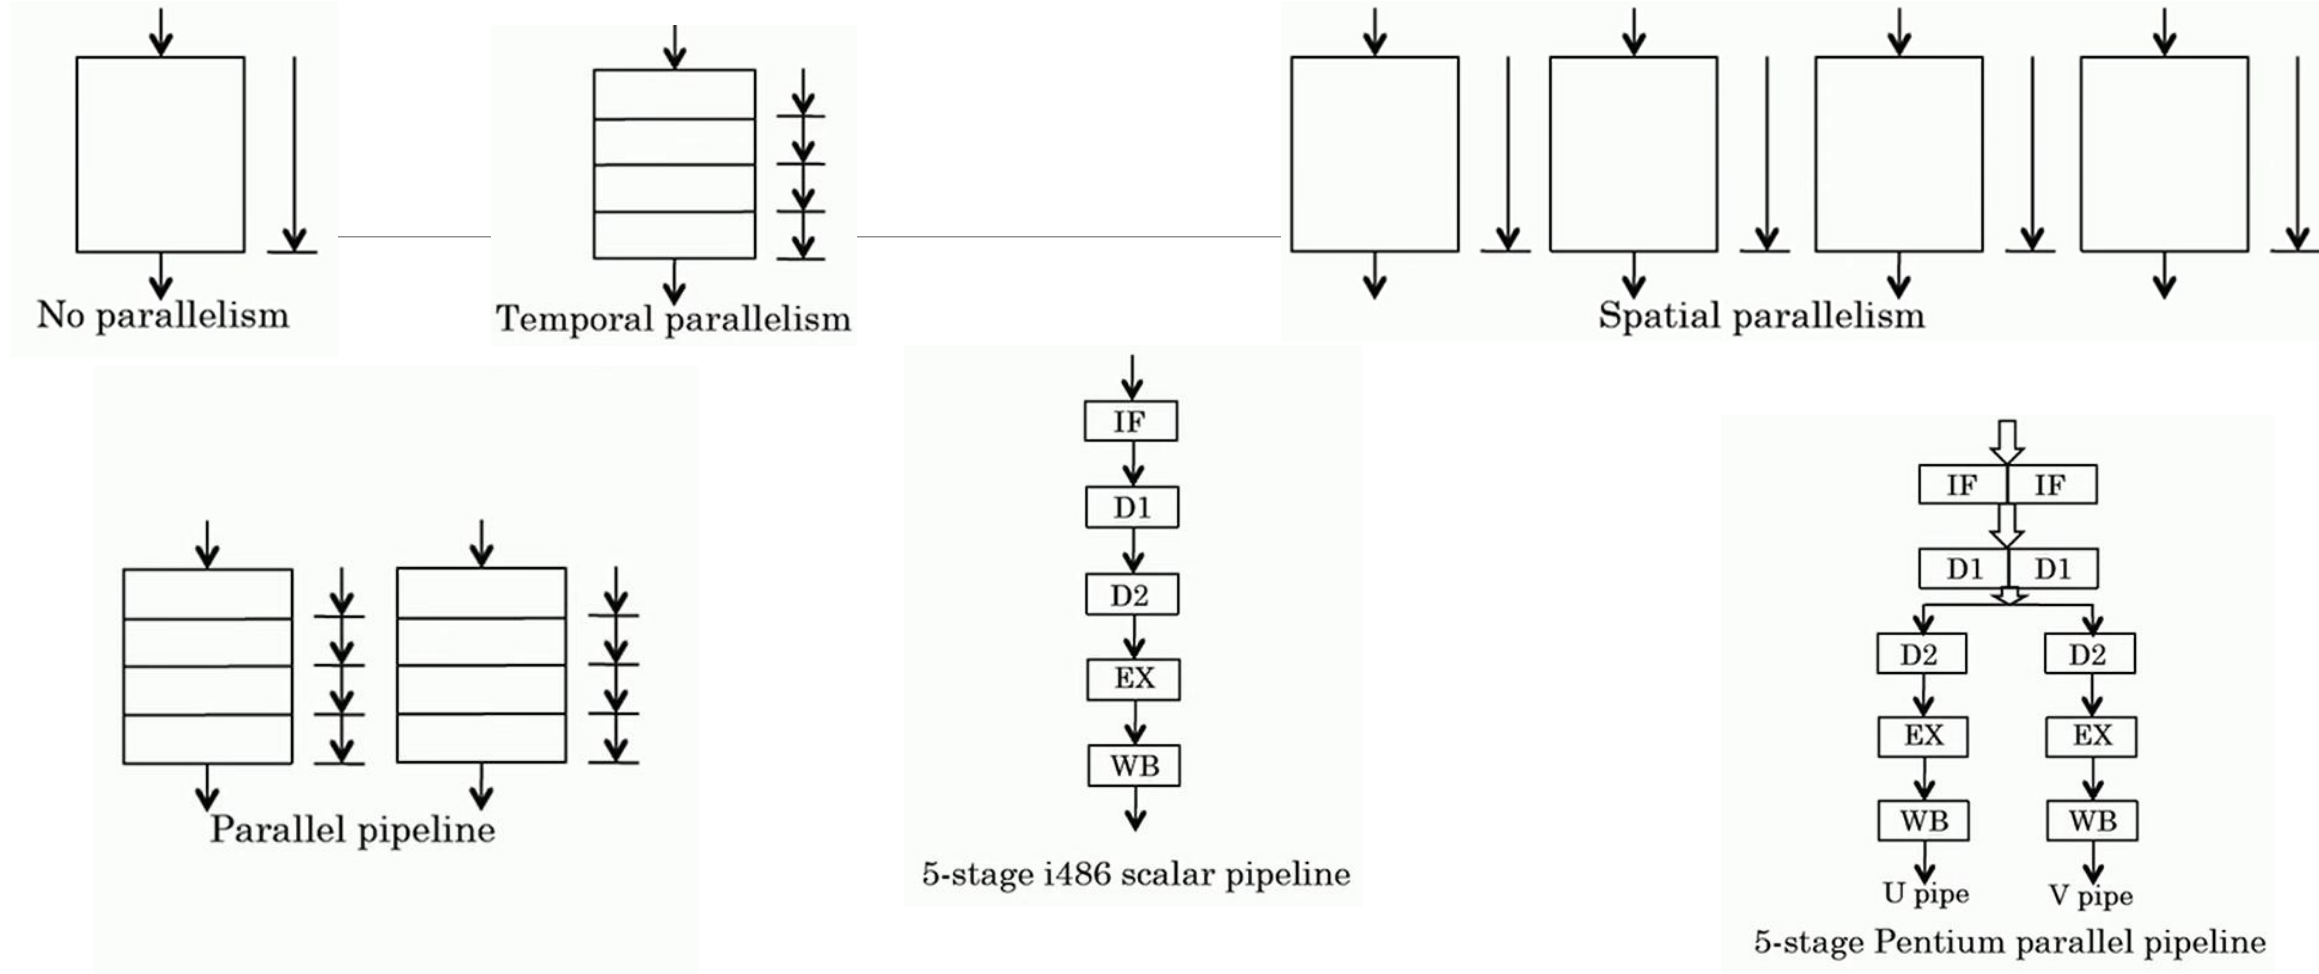 No parallelism
Temporal parallelism
Spatial parallelism
Parallel pipeline
IF
D1
D2
EX
WB
5-stage i486 scalar pipeline
IF IF
D1 D1
D2 D2
EX EX
WB WB
U pipe V pipe
5-stage Pentium parallel pipeline